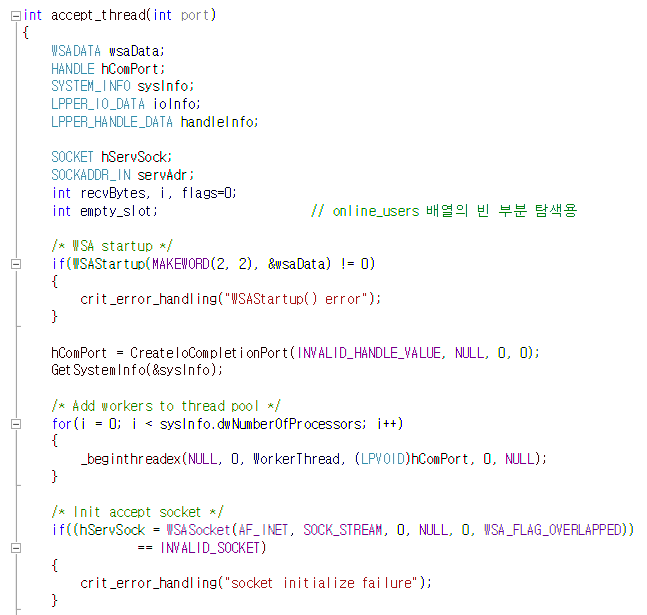 int accept_thread(int port)
{
WSADATA wsaData;
HANDLE hComPort;
SYSTEM_INFO sysInfo;
LPPER_IO_DATA ioInfo;
LPPER_HANDLE_DATA handleInfo;
SOCKET hServSock;
SOCKADDR_IN servAdr;
int recvBytes, i, flags=0;
int empty_slot; // online_users 배열의 빈 부분 탐색용
/* WSA startup */
if(WSAStartup(MAKEWORD(2, 2), &wsaData) != 0)
{
crit_error_handling("WSAStartup() error");
}
hComPort = CreateIoCompletionPort(INVALID_HANDLE_VALUE, NULL, 0, 0);
GetSystemInfo(&sysInfo);
/* Add workers to thread pool */
for(i = 0; i < sysInfo.dwNumberOfProcessors; i++)
{
_beginthreadex(NULL, 0, WorkerThread, (LPVOID)hComPort, 0, NULL);
}
/* Init accept socket */
if((hServSock = WSASocket(AF_INET, SOCK_STREAM, 0, NULL, 0, WSA_FLAG_OVERLAPPED))
== INVALID_SOCKET)
{
crit_error_handling("socket initialize failure");
}